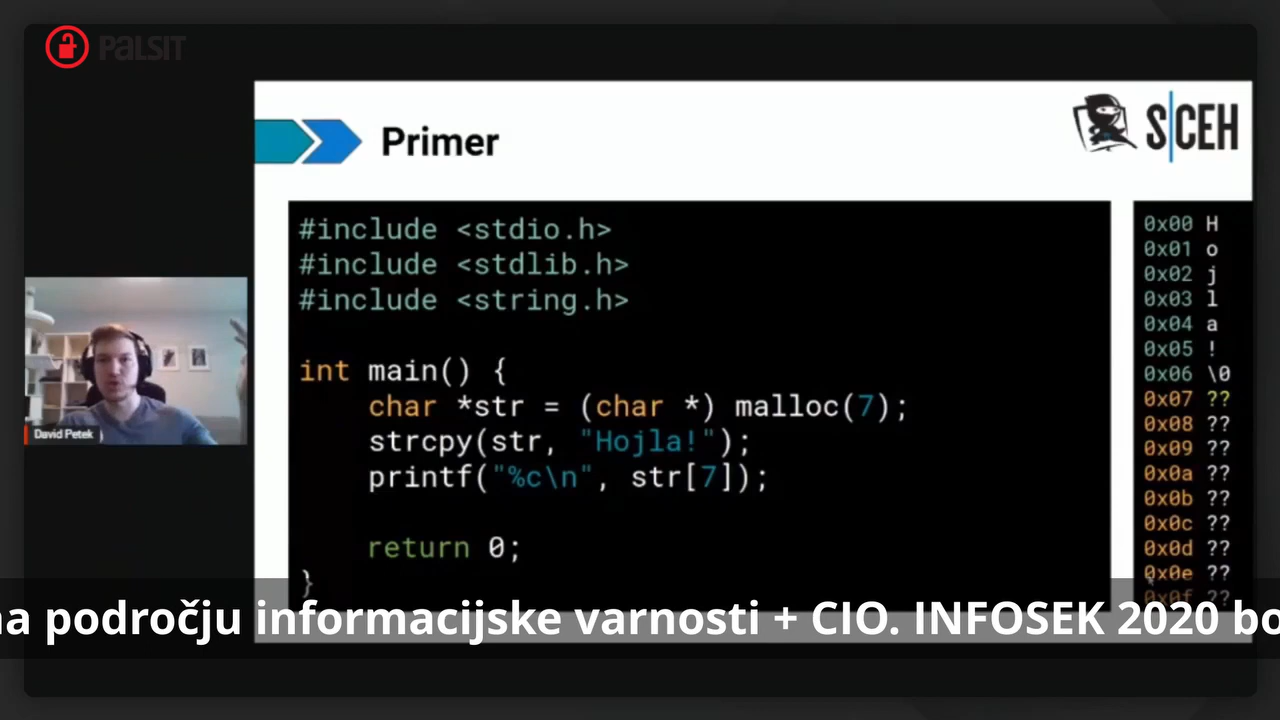 PALSIT
Primer
S|CEH
#include <stdio.h>
#include <stdlib.h>
#include <string.h>
int main() {
char *str = (char *) malloc(7);
strcpy(str, "Hojla!");
printf("%c\n", str[7]);
return 0;
}
0x00 H
0x01 o
0x02 j
0x03 l
0x04 a
0x05 !
0x06 \0
0x07 ??
0x08 ??
0x09 ??
0x0a ??
0x0b ??
0x0c ??
0x0d ??
0x0e ??
0x0f ??
David Petek
na področju informacijske varnosti + CIO. INFOSEK 2020 bo